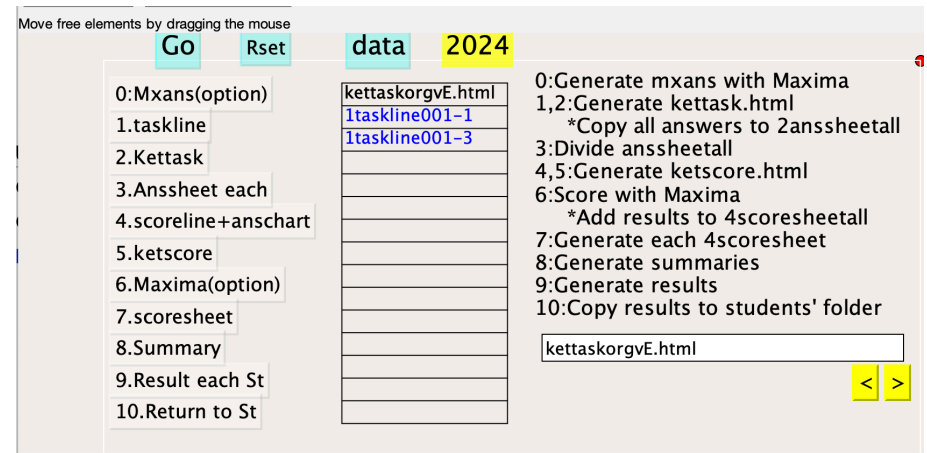 Move free elements by dragging the mouse
Go Rset data 2024
0:Mxans(option)
1.taskline
2.Kettask
3.Anssheet each
4.scoreline+anschart
5.ketscore
6.Maxima(option)
7.scoresheet
8.Summary
9.Result each St
10.Return to St
kettaskorgvE.html
1taskline001-1
1taskline001-3
0:Generate mxans with Maxima
1,2:Generate kettask.html
*Copy all answers to 2anssheetall
3:Divide anssheetall
4,5:Generate ketscore.html
6:Score with Maxima
*Add results to 4scoresheetall
7:Generate each 4scoresheet
8:Generate summaries
9:Generate results
10:Copy results to students' folder
kettaskorgvE.html
< >